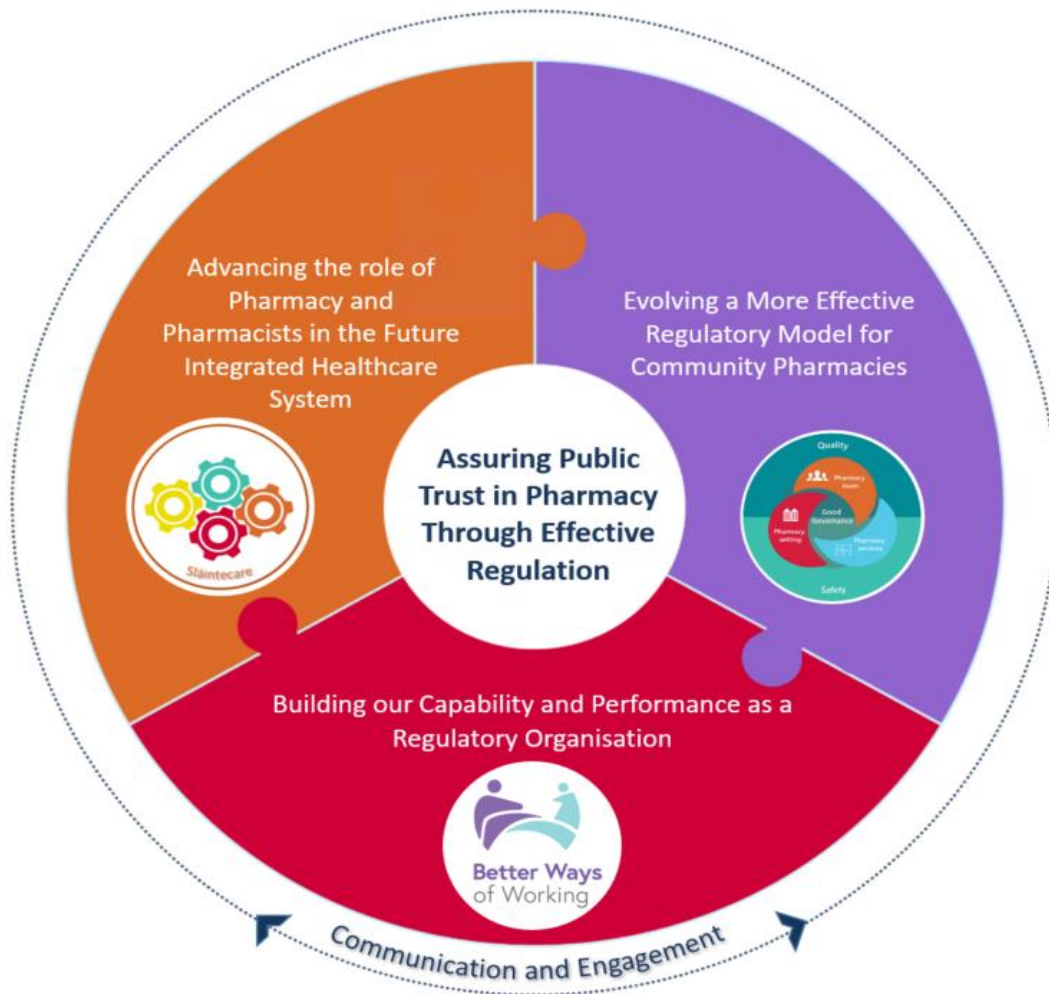 Advancing the role of
Pharmacy and
Pharmacists in the Future
Integrated Healthcare
System
Sláintecare
Evolving a More Effective
Regulatory Model for
Community Pharmacies
Quality
Pharmacy
team
Good
Governance
Pharmacy
setting
Pharmacy
services
Safety
Assuring Public
Trust in Pharmacy
Through Effective
Regulation
Building our Capability and Performance as a
Regulatory Organisation
Better Ways
of Working
Communication and Engagement